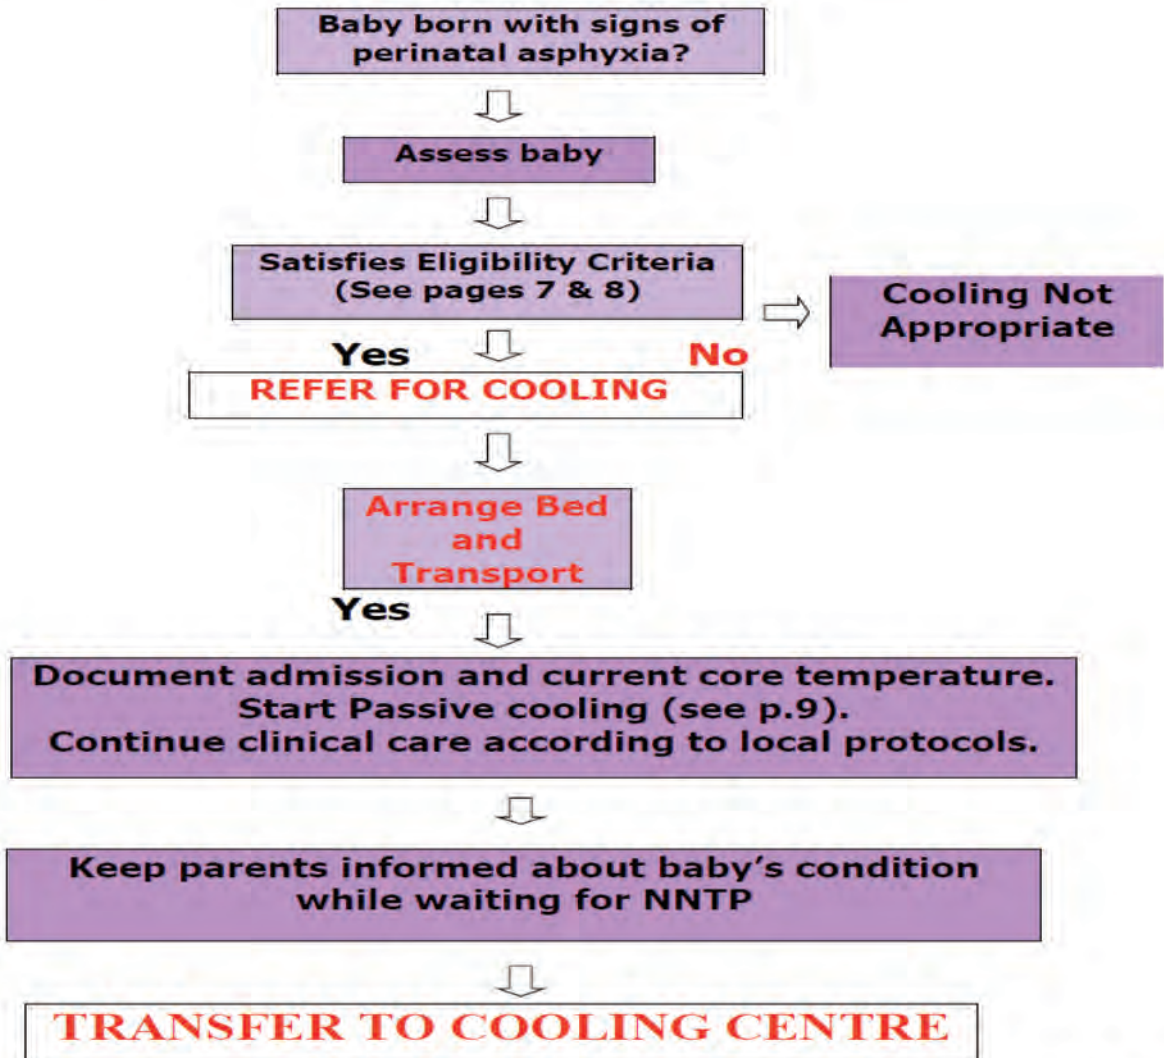 Baby born with signs of
perinatal asphyxia?
Assess baby
Satisfies Eligibility Criteria
(See pages 7 & 8)
Cooling Not
Appropriate
Yes
No
REFER FOR COOLING
Arrange Bed
and
Transport
Yes
Document admission and current core temperature.
Start Passive cooling (see p.9).
Continue clinical care according to local protocols.
Keep parents informed about baby’s condition
while waiting for NNTP
TRANSFER TO COOLING CENTRE